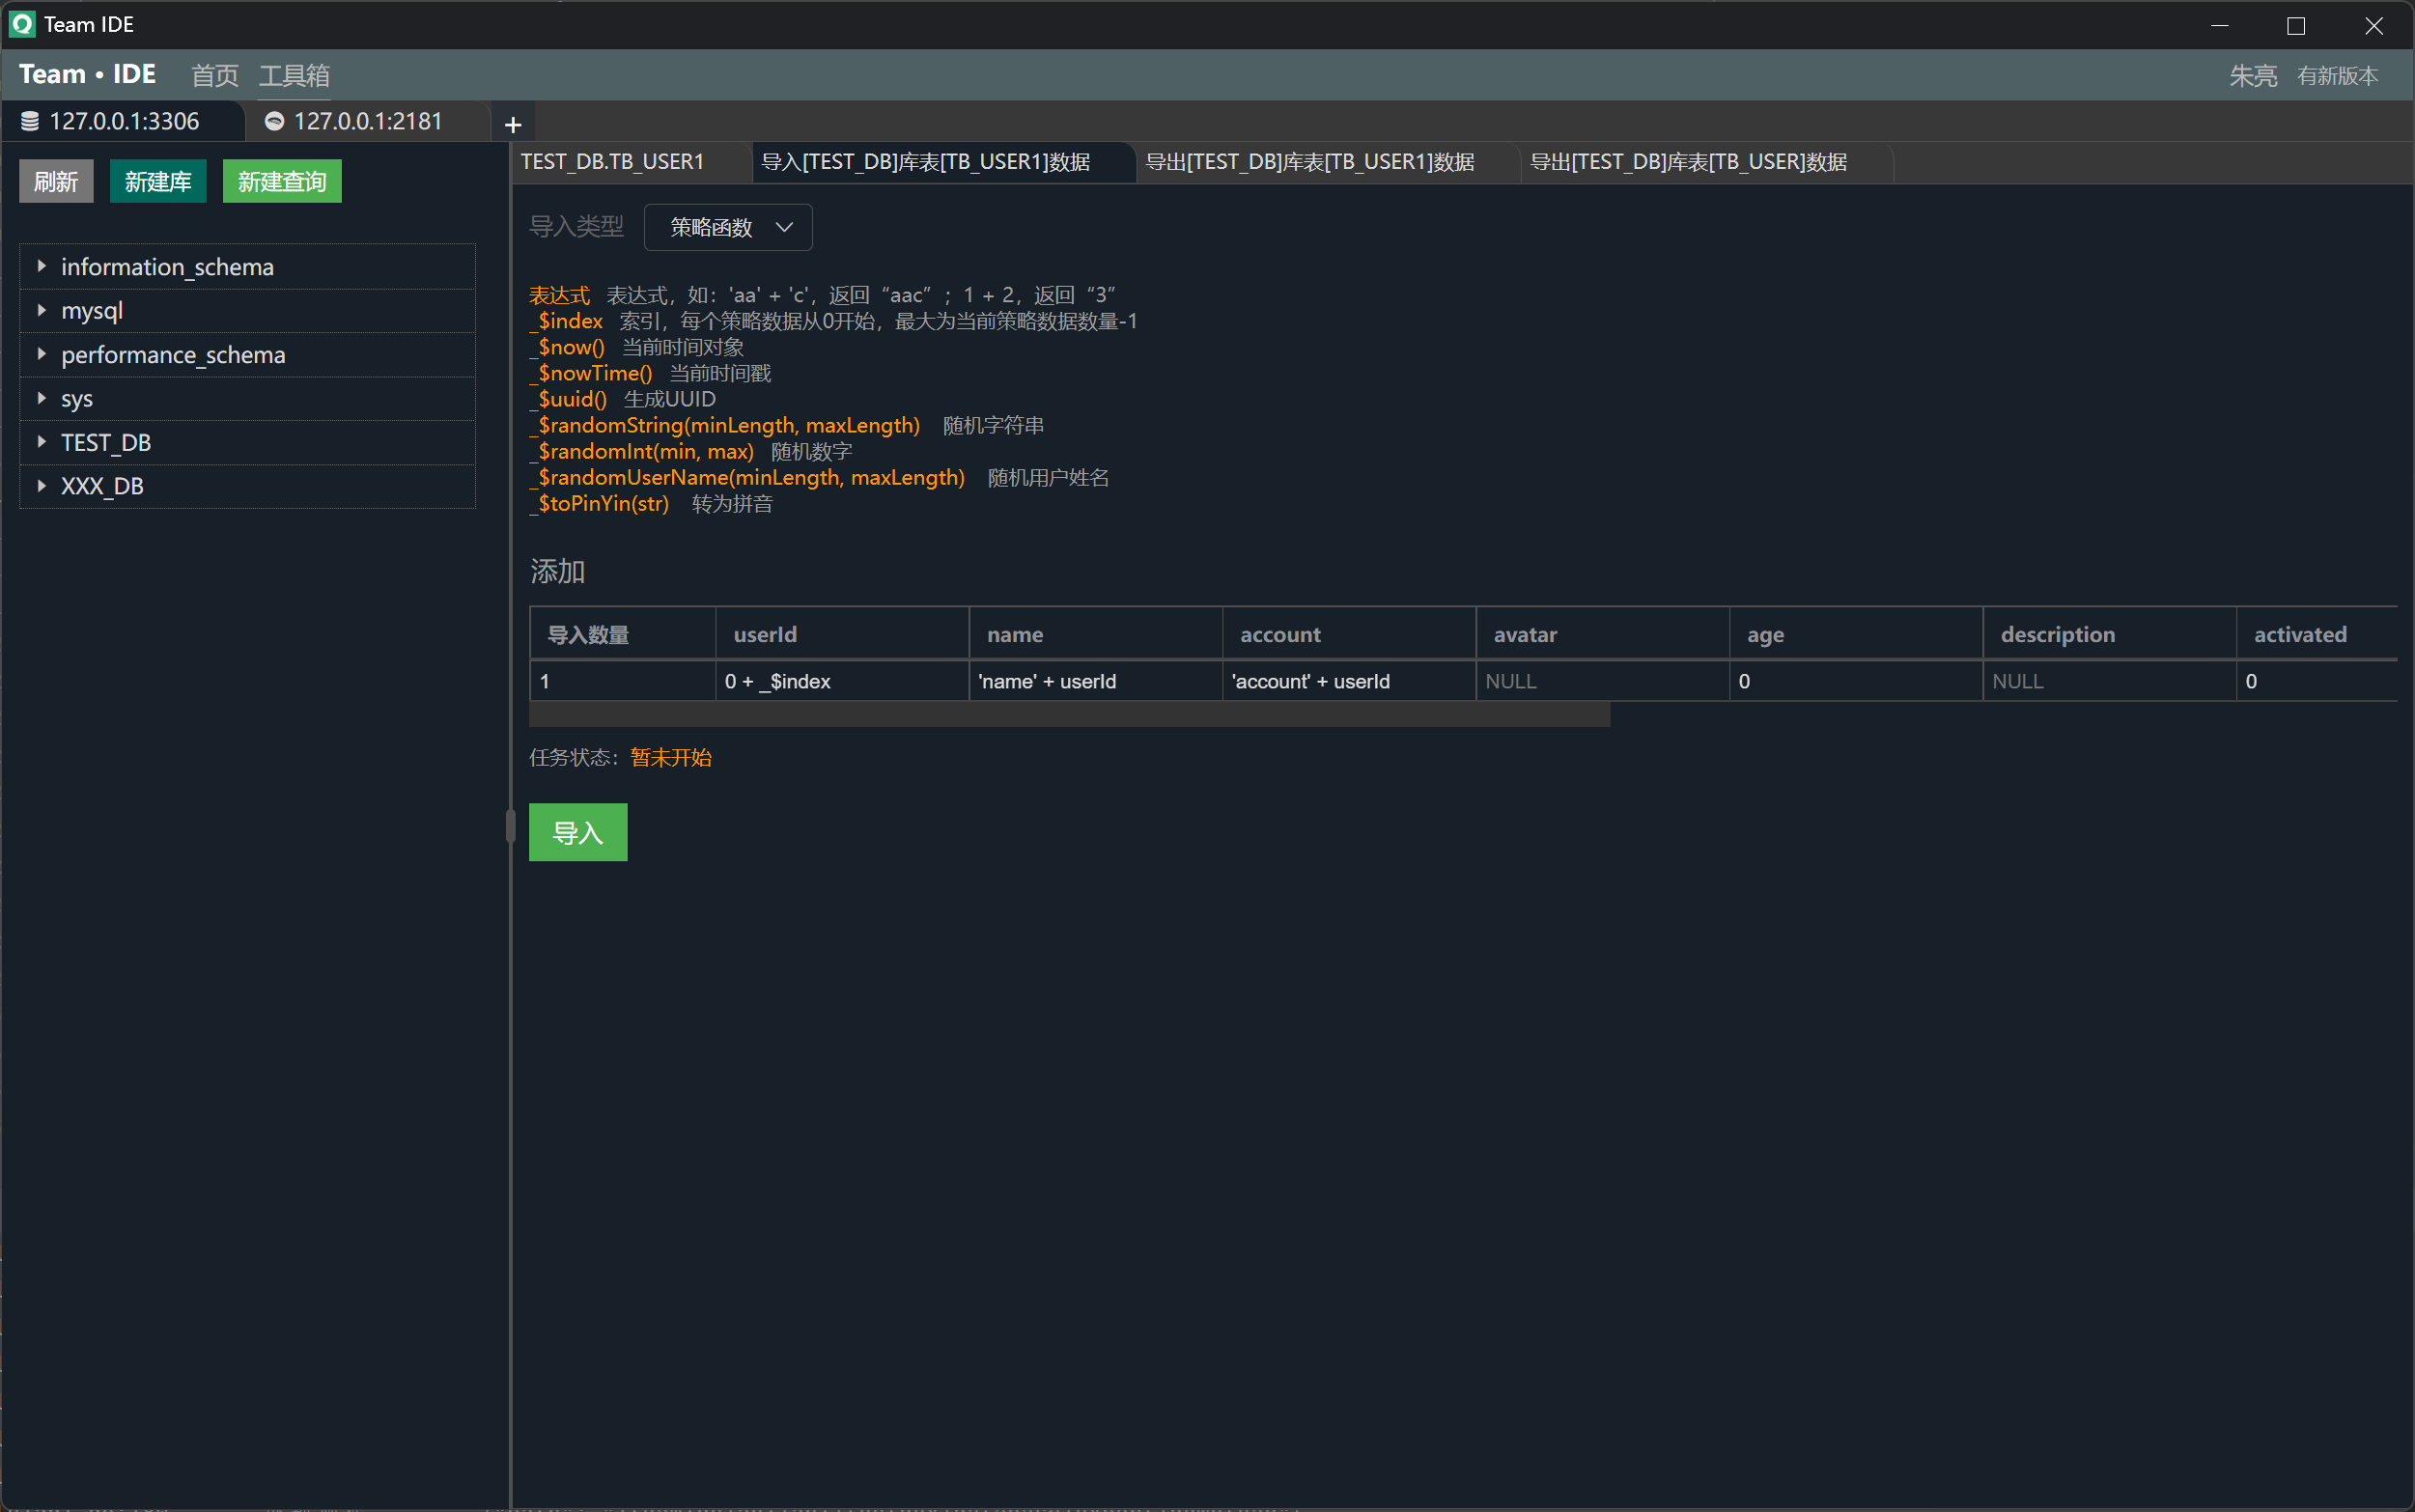 Team IDE
Team • IDE 首页 工具箱 朱亮 有新版本
127.0.0.1:3306 127.0.0.1:2181 +
刷新 新建库 新建查询
information_schema
mysql
performance_schema
sys
TEST_DB
XXX_DB
TEST_DB.TB_USER1 导入[TEST_DB]库表[TB_USER1]数据 导出[TEST_DB]库表[TB_USER1]数据 导出[TEST_DB]库表[TB_USER]数据
导入类型 策略函数
表达式 表达式，如：'aa' + 'c'，返回“aac”；1 + 2，返回“3”
_$index 索引，每个策略数据从0开始，最大为当前策略数据数量-1
_$now() 当前时间对象
_$nowTime() 当前时间戳
_$uuid() 生成UUID
_$randomString(minLength, maxLength) 随机字符串
_$randomInt(min, max) 随机数字
_$randomUserName(minLength, maxLength) 随机用户姓名
_$toPinYin(str) 转为拼音
添加
导入数量 userId name account avatar age description activated
1 0 + _$index 'name' + userId 'account' + userId NULL 0 NULL 0
任务状态：暂未开始
导入